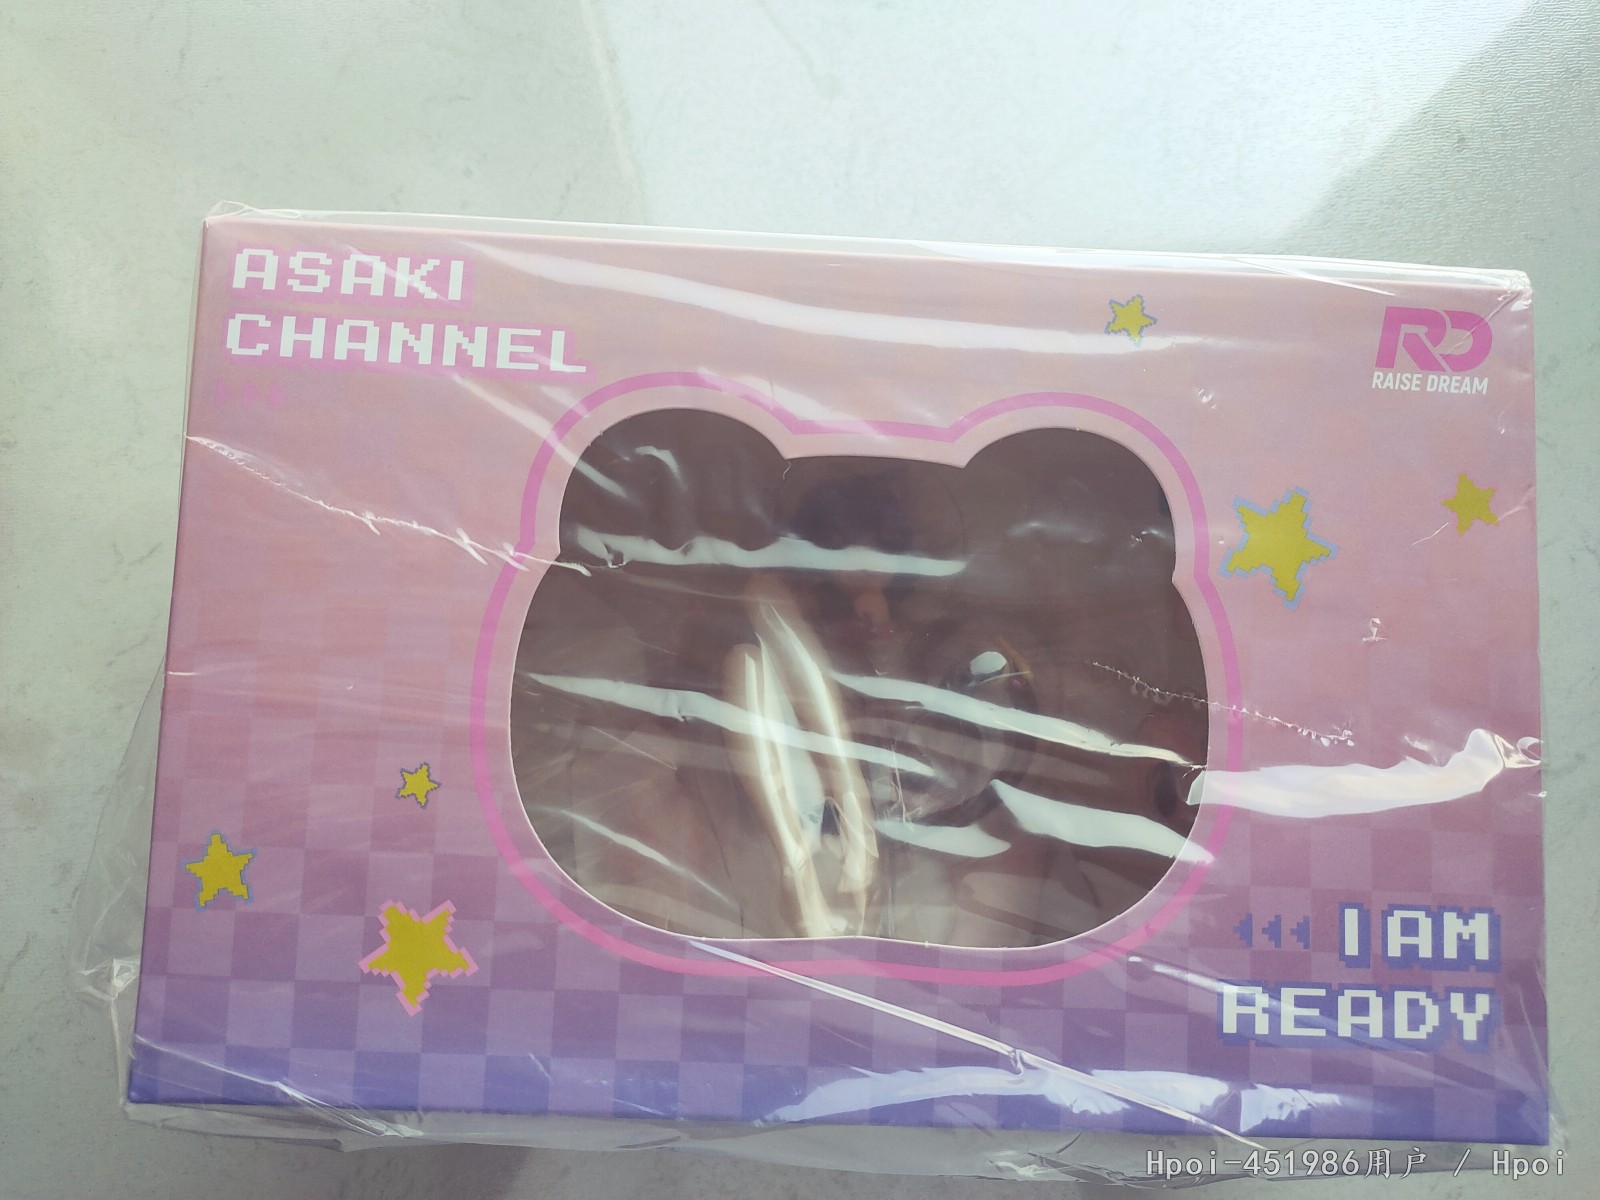 ASAKI
CHANNEL
RD
RAISE DREAM
I AM
READY
Hpoi-451986用户 / Hpoi